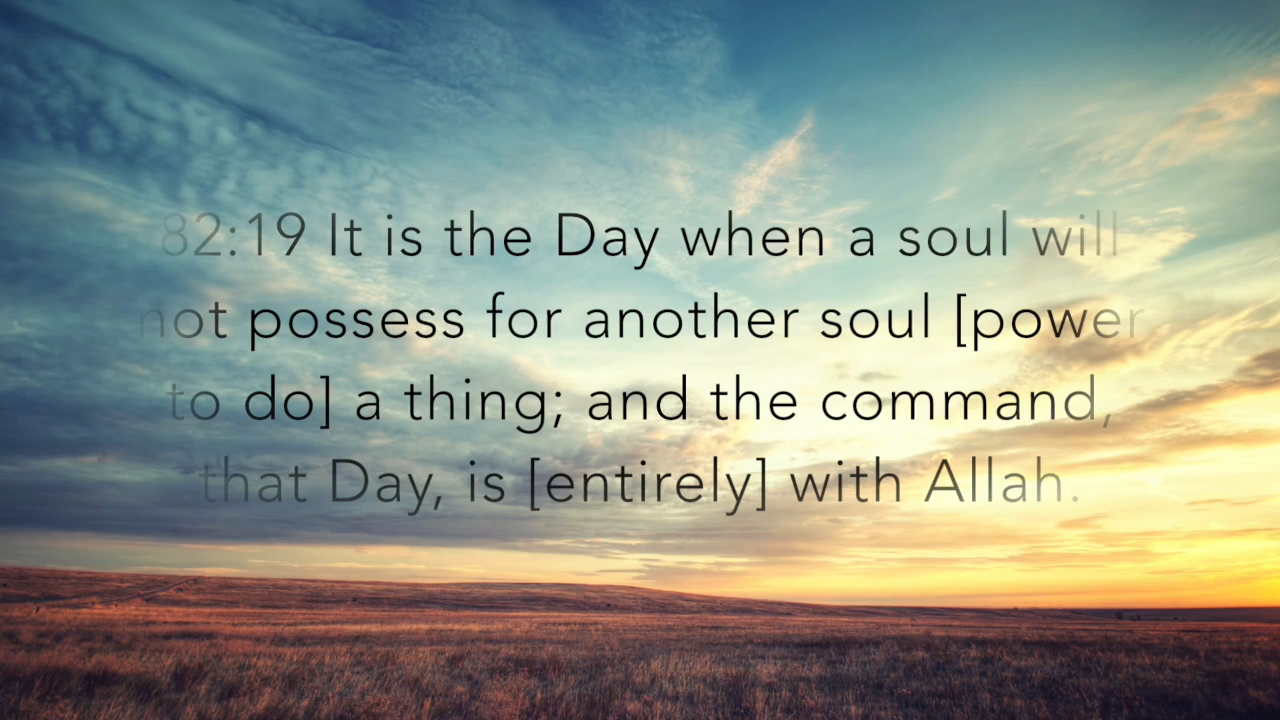 82:19 It is the Day when a soul will
not possess for another soul [power
to do] a thing; and the command,
that Day, is [entirely] with Allah.